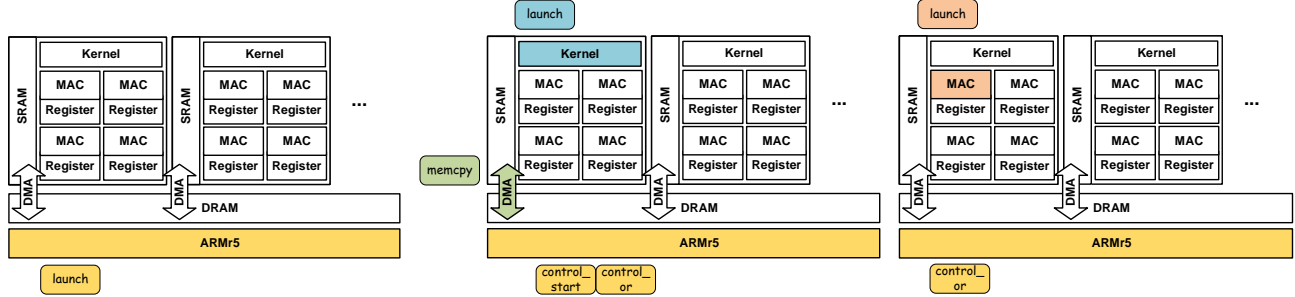 launch
launch
SRAM
Kernel
MAC MAC
Register Register
MAC MAC
Register Register
DMA
SRAM
Kernel
MAC MAC
Register Register
MAC MAC
Register Register
DMA
...
DRAM
ARMr5
launch
SRAM
Kernel
MAC MAC
Register Register
MAC MAC
Register Register
DMA
SRAM
Kernel
MAC MAC
Register Register
MAC MAC
Register Register
DMA
...
memcpy
DRAM
ARMr5
control_
start
control_
or
SRAM
Kernel
MAC MAC
Register Register
MAC MAC
Register Register
DMA
SRAM
Kernel
MAC MAC
Register Register
MAC MAC
Register Register
DMA
...
DRAM
ARMr5
control_
or